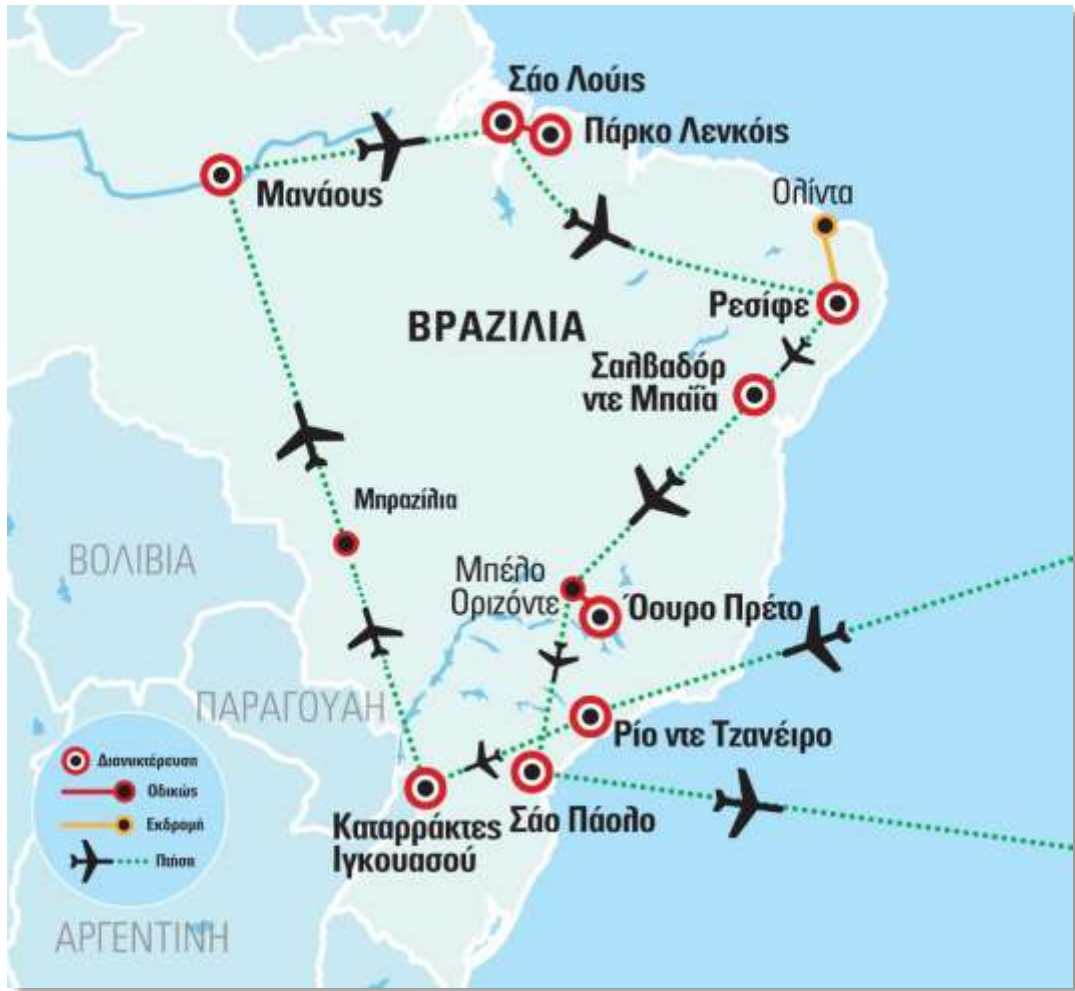 Σάο Λούις
Πάρκο Λενκόις
Μανάους
Ολίντα
ΒΡΑΖΙΛΙΑ
Ρεσίφε
Σαλβαδόρ
ντε Μπαΐα
Μπραζίλια
ΒΟΛΙΒΙΑ
Μπέλο
Οριζόντε
Όουρο Πρέτο
ΠΑΡΑΓΟΥΑΗ
Ρίο ντε Τζανέιρο
Διανυκτέρευση
Οδικώς
Εκδρομή
Πτήση
Καταρράκτες
Ιγκουασού
Σάο Πάολο
ΑΡΓΕΝΤΙΝΗ